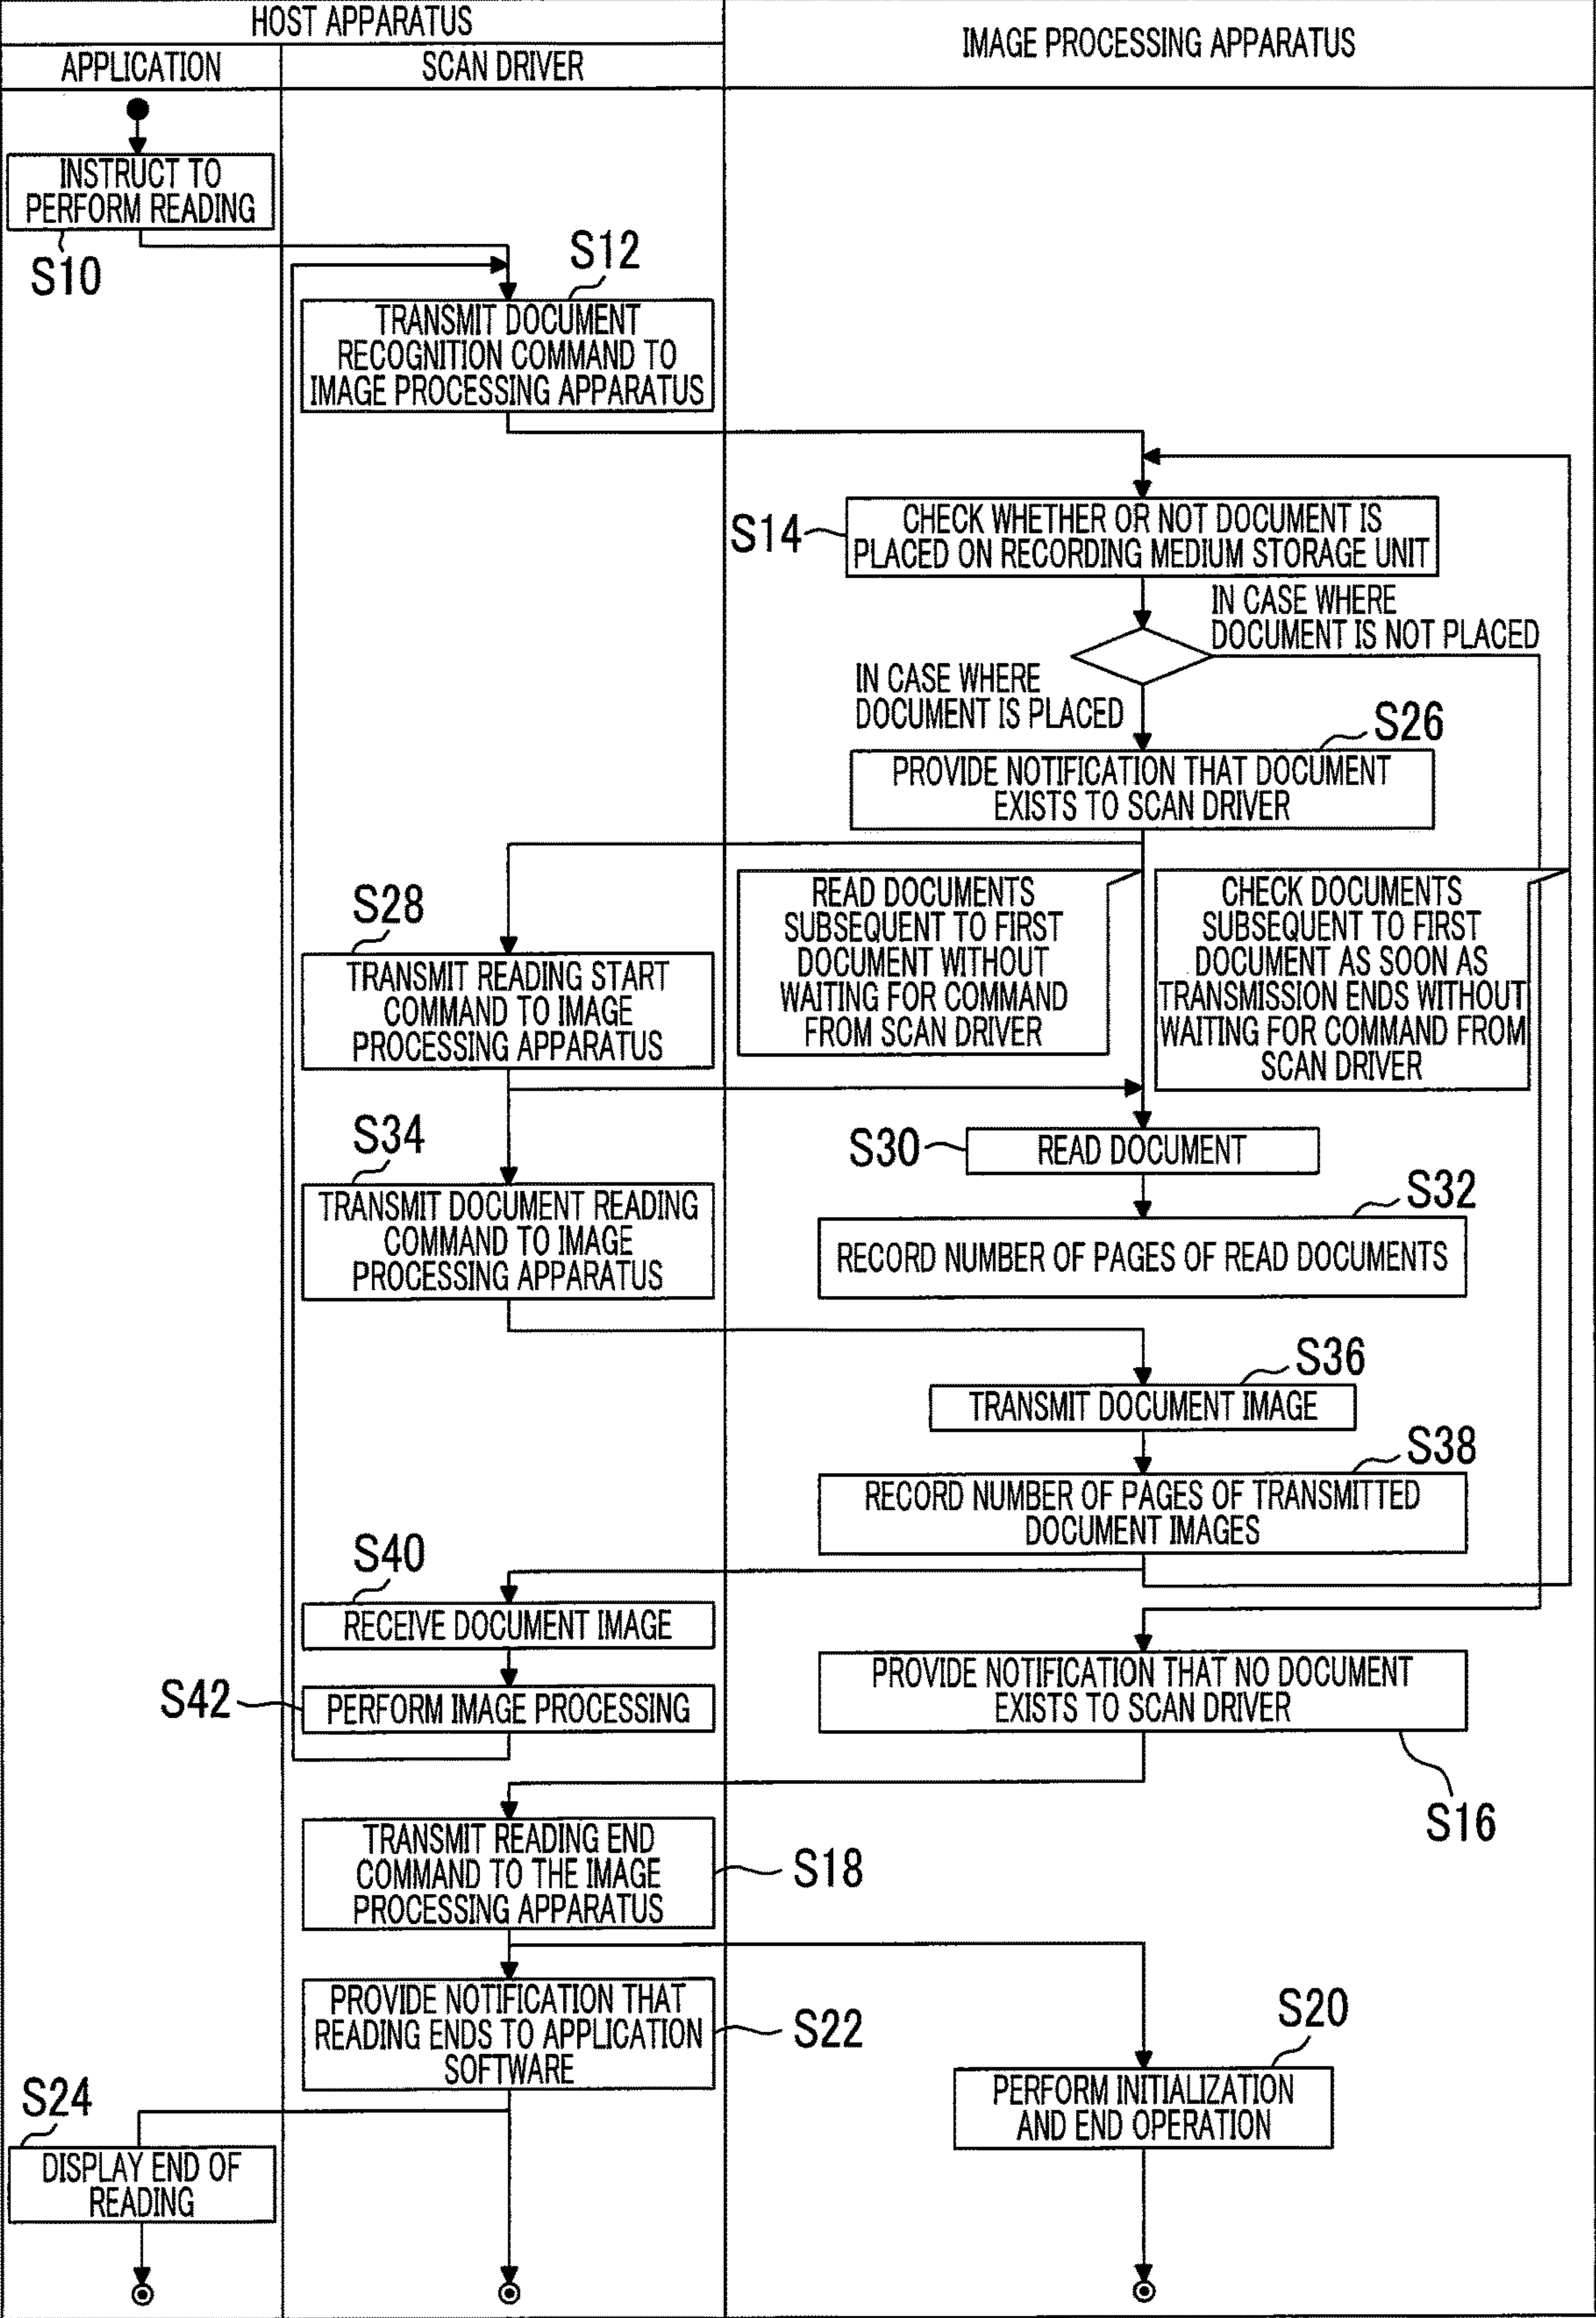 HOST APPARATUS
IMAGE PROCESSING APPARATUS
APPLICATION
SCAN DRIVER
INSTRUCT TO
PERFORM READING
S10
S12
TRANSMIT DOCUMENT
RECOGNITION COMMAND TO
IMAGE PROCESSING APPARATUS
S14
CHECK WHETHER OR NOT DOCUMENT IS
PLACED ON RECORDING MEDIUM STORAGE UNIT
IN CASE WHERE
DOCUMENT IS NOT PLACED
IN CASE WHERE
DOCUMENT IS PLACED
S26
PROVIDE NOTIFICATION THAT DOCUMENT
EXISTS TO SCAN DRIVER
S28
TRANSMIT READING START
COMMAND TO IMAGE
PROCESSING APPARATUS
READ DOCUMENTS
SUBSEQUENT TO FIRST
DOCUMENT WITHOUT
WAITING FOR COMMAND
FROM SCAN DRIVER
CHECK DOCUMENTS
SUBSEQUENT TO FIRST
DOCUMENT AS SOON AS
TRANSMISSION ENDS WITHOUT
WAITING FOR COMMAND FROM
SCAN DRIVER
S30
READ DOCUMENT
S34
TRANSMIT DOCUMENT READING
COMMAND TO IMAGE
PROCESSING APPARATUS
S32
RECORD NUMBER OF PAGES OF READ DOCUMENTS
S36
TRANSMIT DOCUMENT IMAGE
S38
RECORD NUMBER OF PAGES OF TRANSMITTED
DOCUMENT IMAGES
S40
RECEIVE DOCUMENT IMAGE
S42
PERFORM IMAGE PROCESSING
PROVIDE NOTIFICATION THAT NO DOCUMENT
EXISTS TO SCAN DRIVER
S16
TRANSMIT READING END
COMMAND TO THE IMAGE
PROCESSING APPARATUS
S18
PROVIDE NOTIFICATION THAT
READING ENDS TO APPLICATION
SOFTWARE
S22
S20
PERFORM INITIALIZATION
AND END OPERATION
S24
DISPLAY END OF
READING